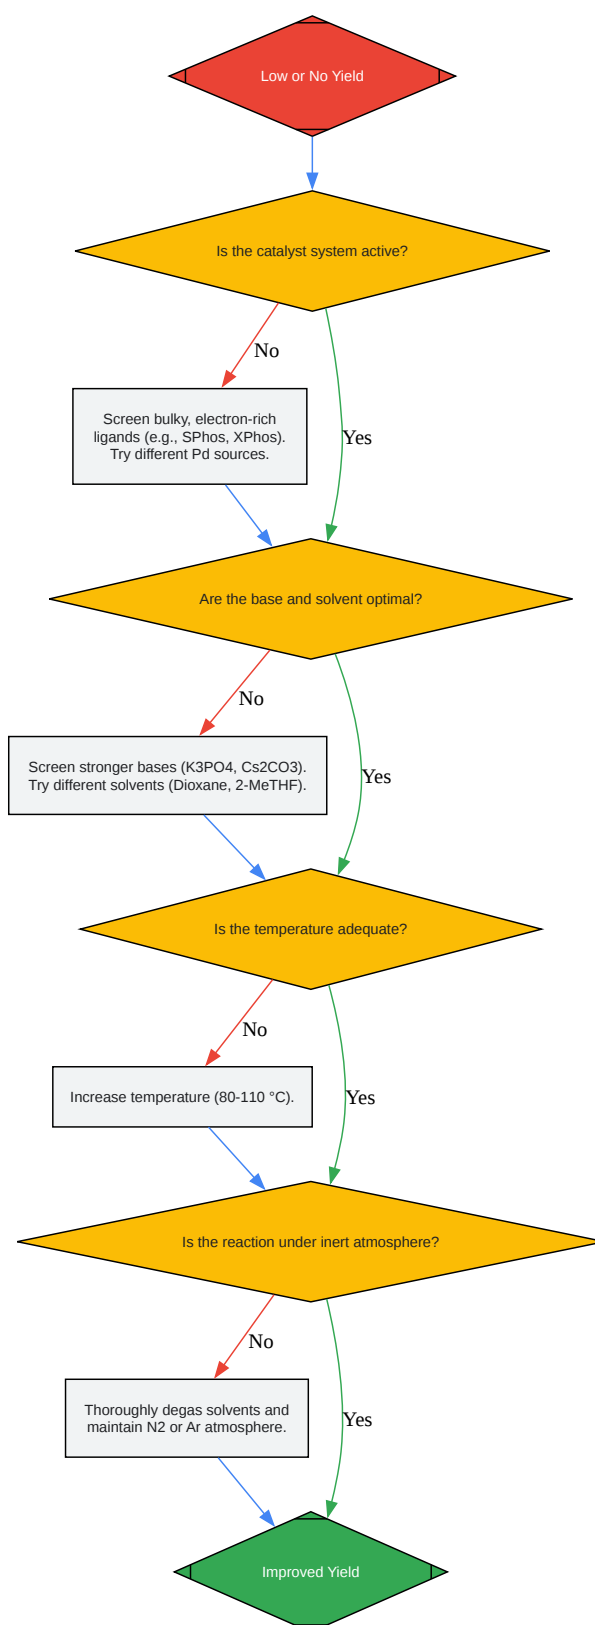 Low or No Yield
Is the catalyst system active?
No
Screen bulky, electron-rich
ligands (e.g., SPhos, XPhos).
Try different Pd sources.
Yes
Are the base and solvent optimal?
No
Screen stronger bases (K3PO4, Cs2CO3).
Try different solvents (Dioxane, 2-MeTHF).
Yes
Is the temperature adequate?
No
Increase temperature (80-110 °C).
Yes
Is the reaction under inert atmosphere?
No
Thoroughly degas solvents and
maintain N2 or Ar atmosphere.
Yes
Improved Yield